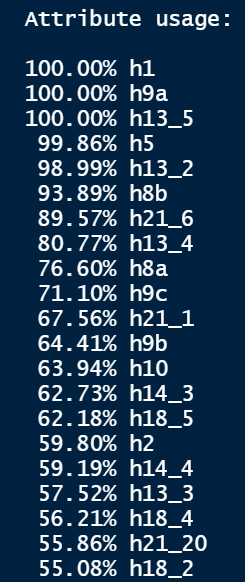 Attribute usage:
100.00% h1
100.00% h9a
100.00% h13_5
99.86% h5
98.99% h13_2
93.89% h8b
89.57% h21_6
80.77% h13_4
76.60% h8a
71.10% h9c
67.56% h21_1
64.41% h9b
63.94% h10
62.73% h14_3
62.18% h18_5
59.80% h2
59.19% h14_4
57.52% h13_3
56.21% h18_4
55.86% h21_20
55.08% h18_2